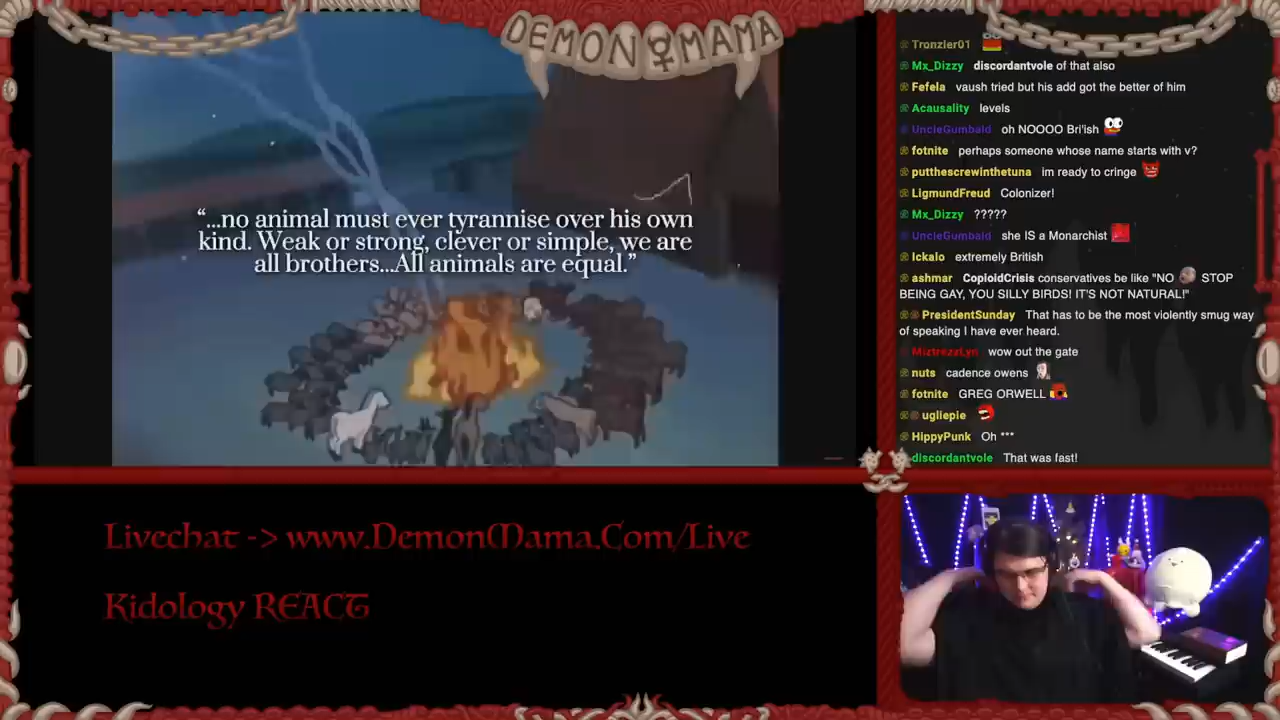 DEMON MAMA
“...no animal must ever tyrannise over his own
kind. Weak or strong, clever or simple, we are
all brothers...All animals are equal.”
Livechat -> www.DemonMama.Com/Live
Kidology REACT
Tronzler01
Mx_Dizzy discordantvole of that also
Fefela vaush tried but his add got the better of him
Acausality levels
UncleGumbald oh NOOOO Bri'ish
fotnite perhaps someone whose name starts with v?
putthescrewinthetuna im ready to cringe
LigmundFreud Colonizer!
Mx_Dizzy ?????
UncleGumbald she IS a Monarchist
Ickalo extremely British
ashmar CopioidCrisis conservatives be like "NO STOP
BEING GAY, YOU SILLY BIRDS! IT'S NOT NATURAL!"
PresidentSunday That has to be the most violently smug way
of speaking I have ever heard.
MiztrezzLyn wow out the gate
nuts cadence owens
fotnite GREG ORWELL
ugliepie
HippyPunk Oh ***
discordantvole That was fast!